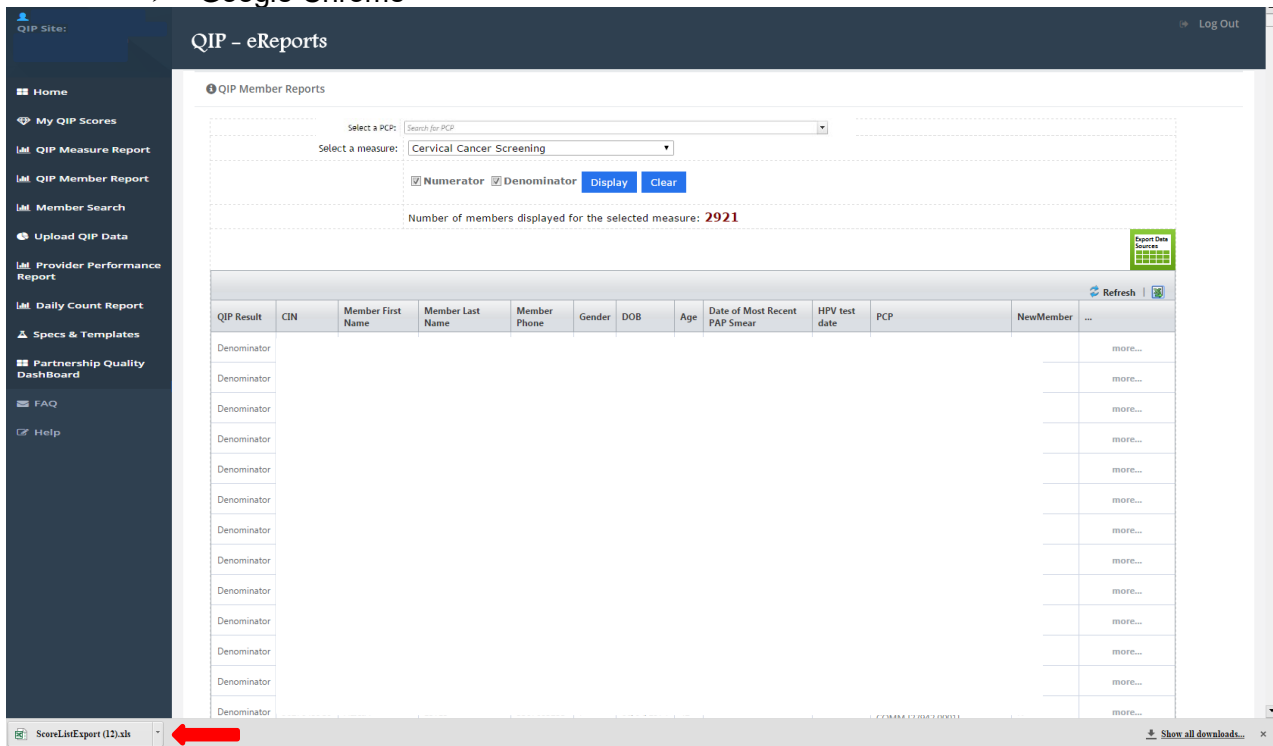 Google Chrome
QIP Site:
QIP – eReports
Log Out
Home
My QIP Scores
QIP Measure Report
QIP Member Report
Member Search
Upload QIP Data
Provider Performance
Report
Daily Count Report
Specs & Templates
Partnership Quality
DashBoard
FAQ
Help
QIP Member Reports
Select a PCP: Search for PCP
Select a measure: Cervical Cancer Screening
Numerator Denominator Display Clear
Number of members displayed for the selected measure: 2921
Export Data
Sources
Refresh |
QIP Result CIN Member First Name Member Last Name Member Phone Gender DOB Age Date of Most Recent PAP Smear HPV test date PCP NewMember ...
Denominator more...
Denominator more...
Denominator more...
Denominator more...
Denominator more...
Denominator more...
Denominator more...
Denominator more...
Denominator more...
Denominator more...
Denominator more...
Denominator more...
Denominator more...
ScoreListExport (12).xls Show all downloads...